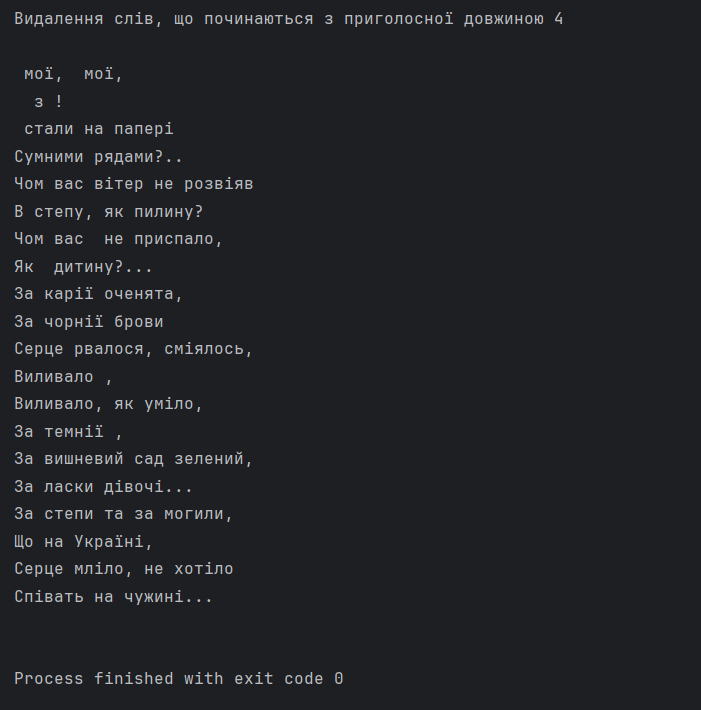 Видалення слів, що починаються з приголосної довжиною 4

 мої,  мої,
  з !
 стали на папері
Сумними рядами?..
Чом вас вітер не розвіяв
В степу, як пилину?
Чом вас  не приспало,
Як  дитину?...
За карії оченята,
За чорнії брови
Серце рвалося, сміялось,
Виливало ,
Виливало, як уміло,
За темнії ,
За вишневий сад зелений,
За ласки дівочі...
За степи та за могили,
Що на Україні,
Серце мліло, не хотіло
Співать на чужині...

Process finished with exit code 0